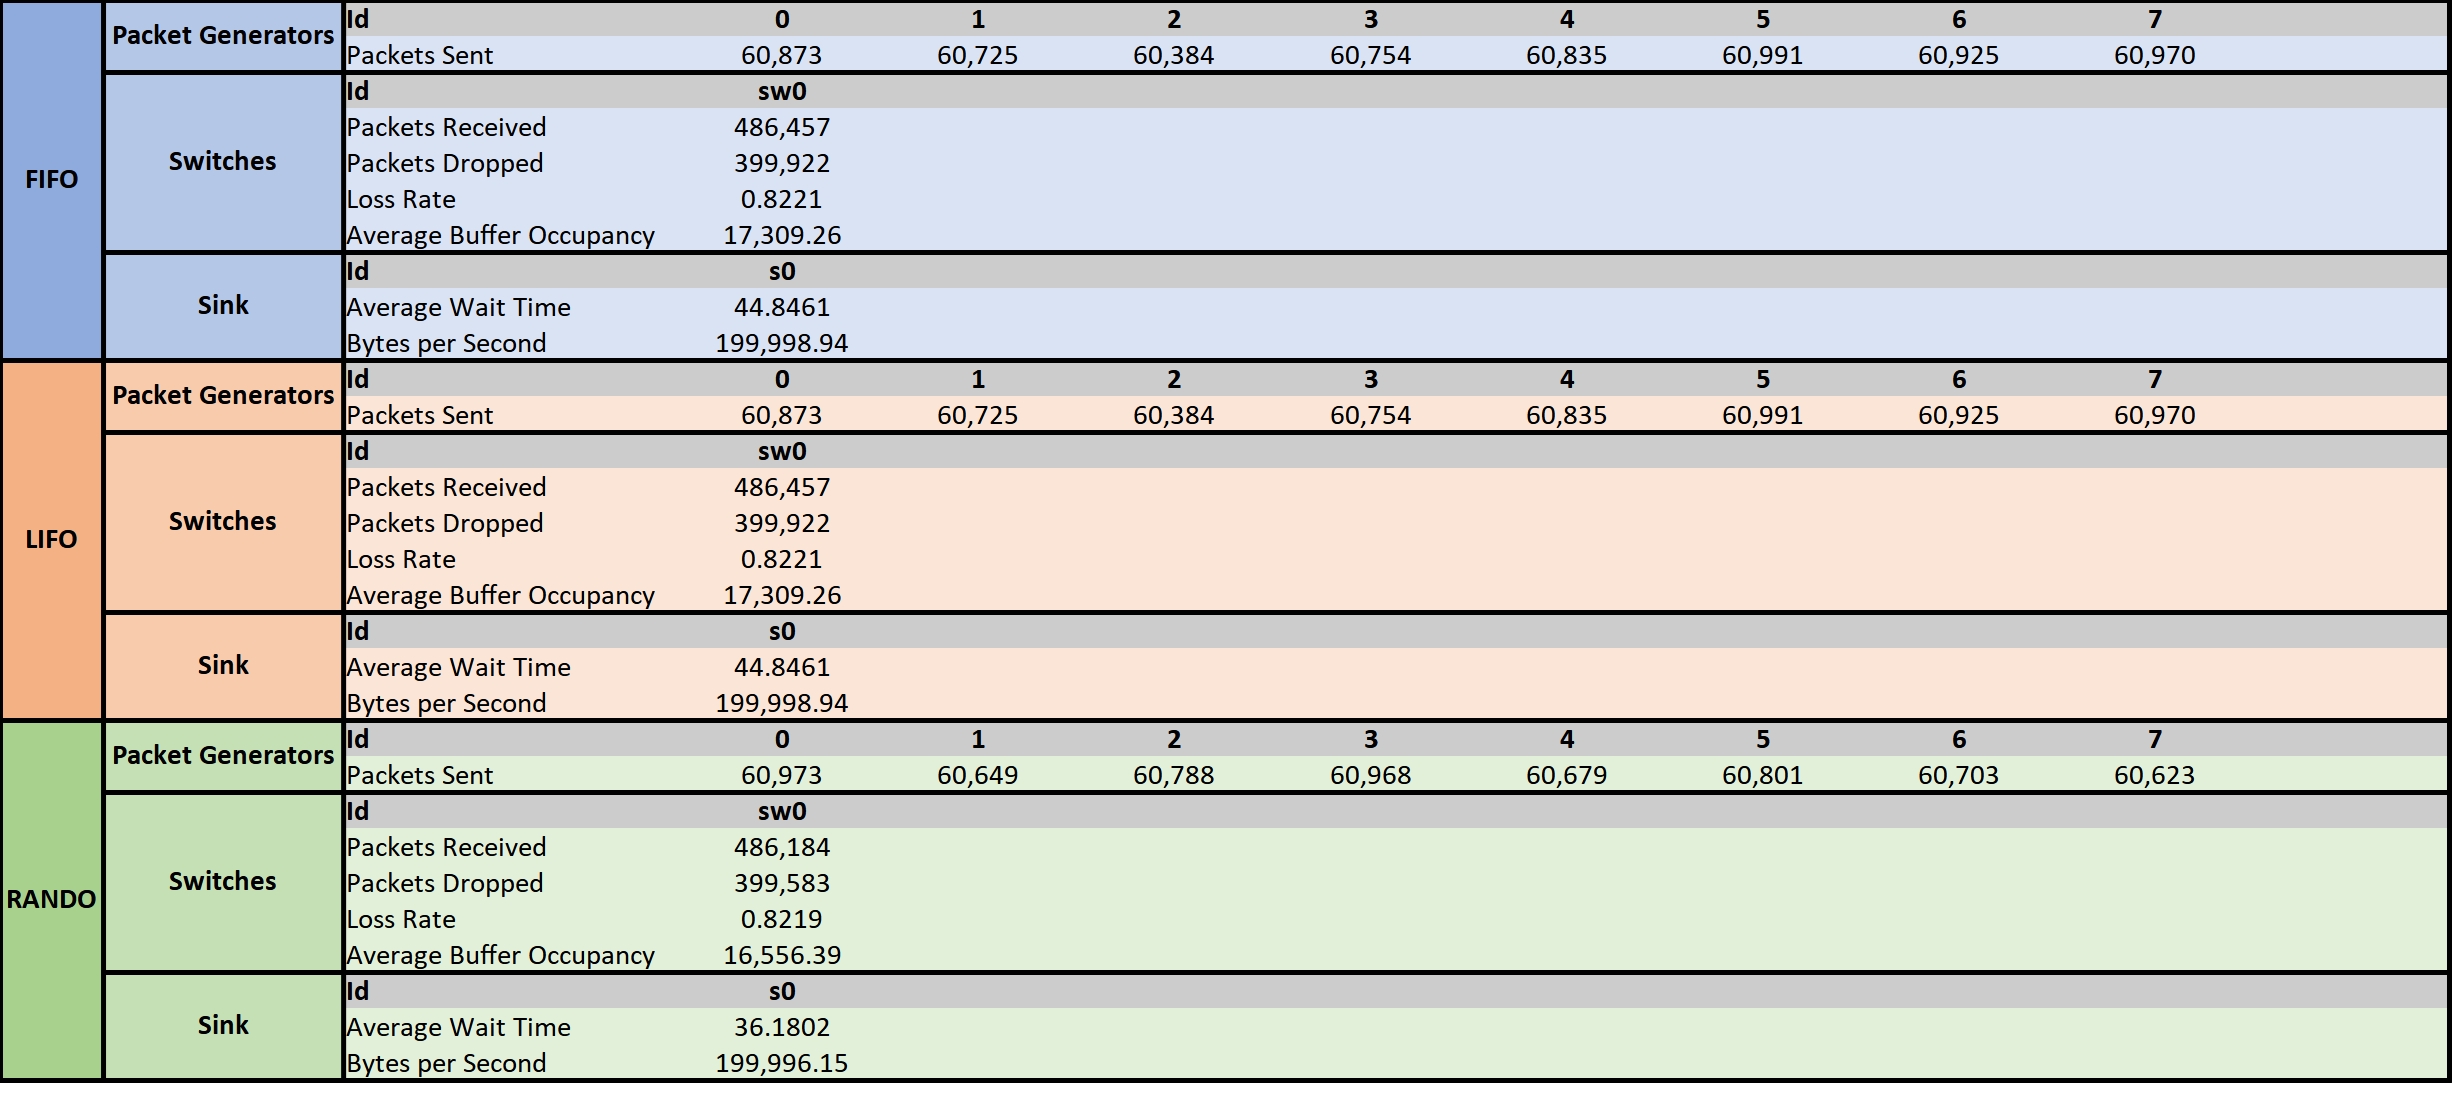 FIFO
Packet Generators
Id 0 1 2 3 4 5 6 7
Packets Sent 60,873 60,725 60,384 60,754 60,835 60,991 60,925 60,970
Switches
Id sw0
Packets Received 486,457
Packets Dropped 399,922
Loss Rate 0.8221
Average Buffer Occupancy 17,309.26
Sink
Id s0
Average Wait Time 44.8461
Bytes per Second 199,998.94
LIFO
Packet Generators
Id 0 1 2 3 4 5 6 7
Packets Sent 60,873 60,725 60,384 60,754 60,835 60,991 60,925 60,970
Switches
Id sw0
Packets Received 486,457
Packets Dropped 399,922
Loss Rate 0.8221
Average Buffer Occupancy 17,309.26
Sink
Id s0
Average Wait Time 44.8461
Bytes per Second 199,998.94
RANDO
Packet Generators
Id 0 1 2 3 4 5 6 7
Packets Sent 60,973 60,649 60,788 60,968 60,679 60,801 60,703 60,623
Switches
Id sw0
Packets Received 486,184
Packets Dropped 399,583
Loss Rate 0.8219
Average Buffer Occupancy 16,556.39
Sink
Id s0
Average Wait Time 36.1802
Bytes per Second 199,996.15